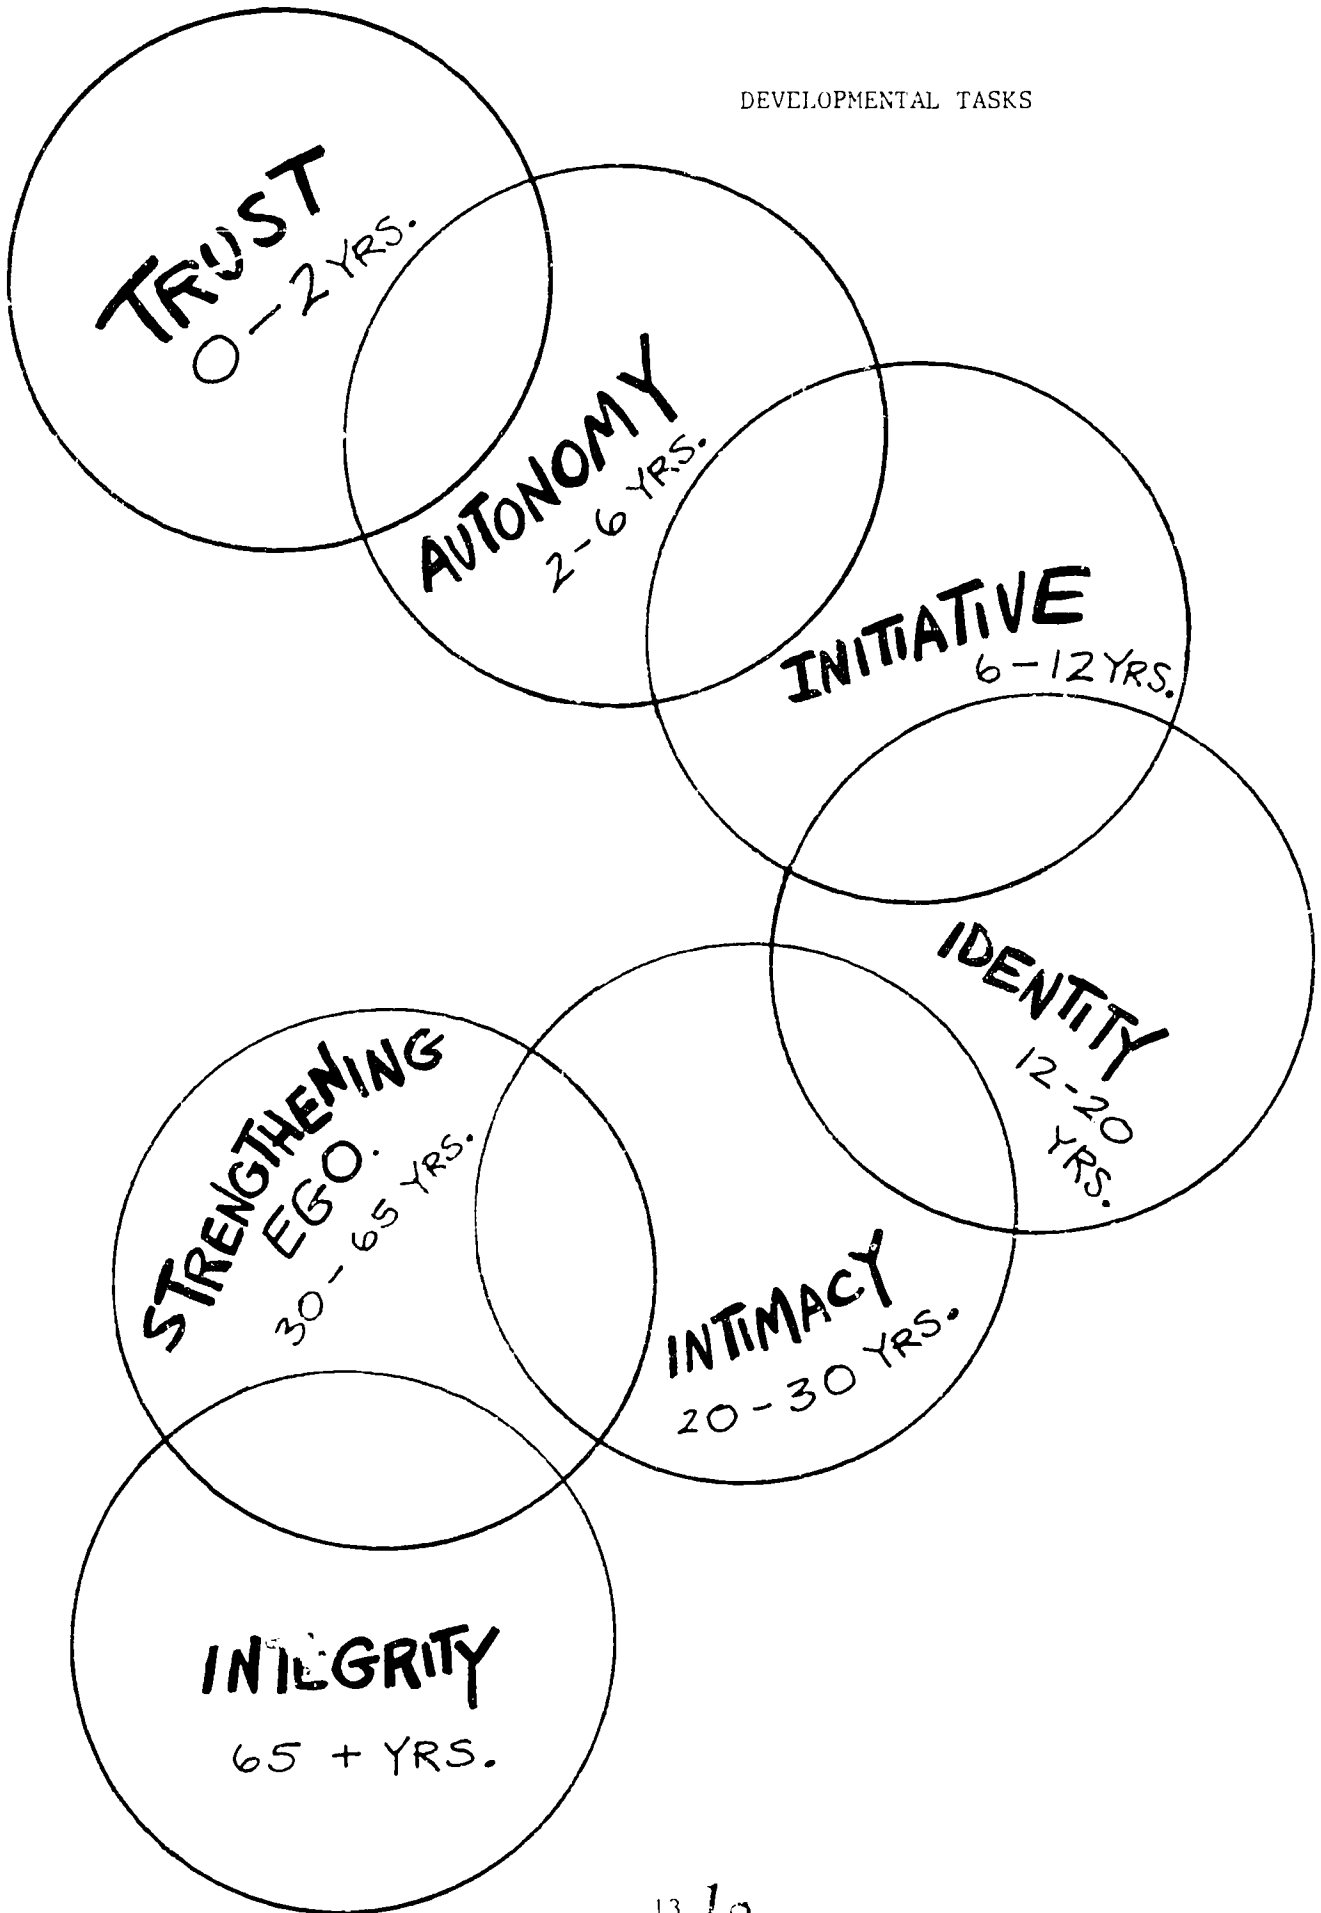 DEVELOPMENTAL TASKS
TRUST
0-2 YRS.
AUTONOMY
2-6 YRS.
INITIATIVE
6-12 YRS.
IDENTITY
12-20
YRS.
INTIMACY
20-30 YRS.
STRENGTHENING
EGO.
30-65 YRS.
INTEGRITY
65 + YRS.
13